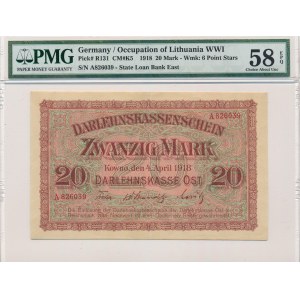 PMG
PAPER MONEY GUARANTY
Germany / Occupation of Lithuania WWI
Pick# R131 CM#K5 1918 20 Mark - Wmk: 6 Point Stars
S/N A826039 - State Loan Bank East
58 EPQ
Choice About Unc
DARLEHNSKASSENSCHEIN
ZWANZIG MARK
Kowno, den 4. April 1918
20 DARLEHNSKASSE OST 20
A 826039